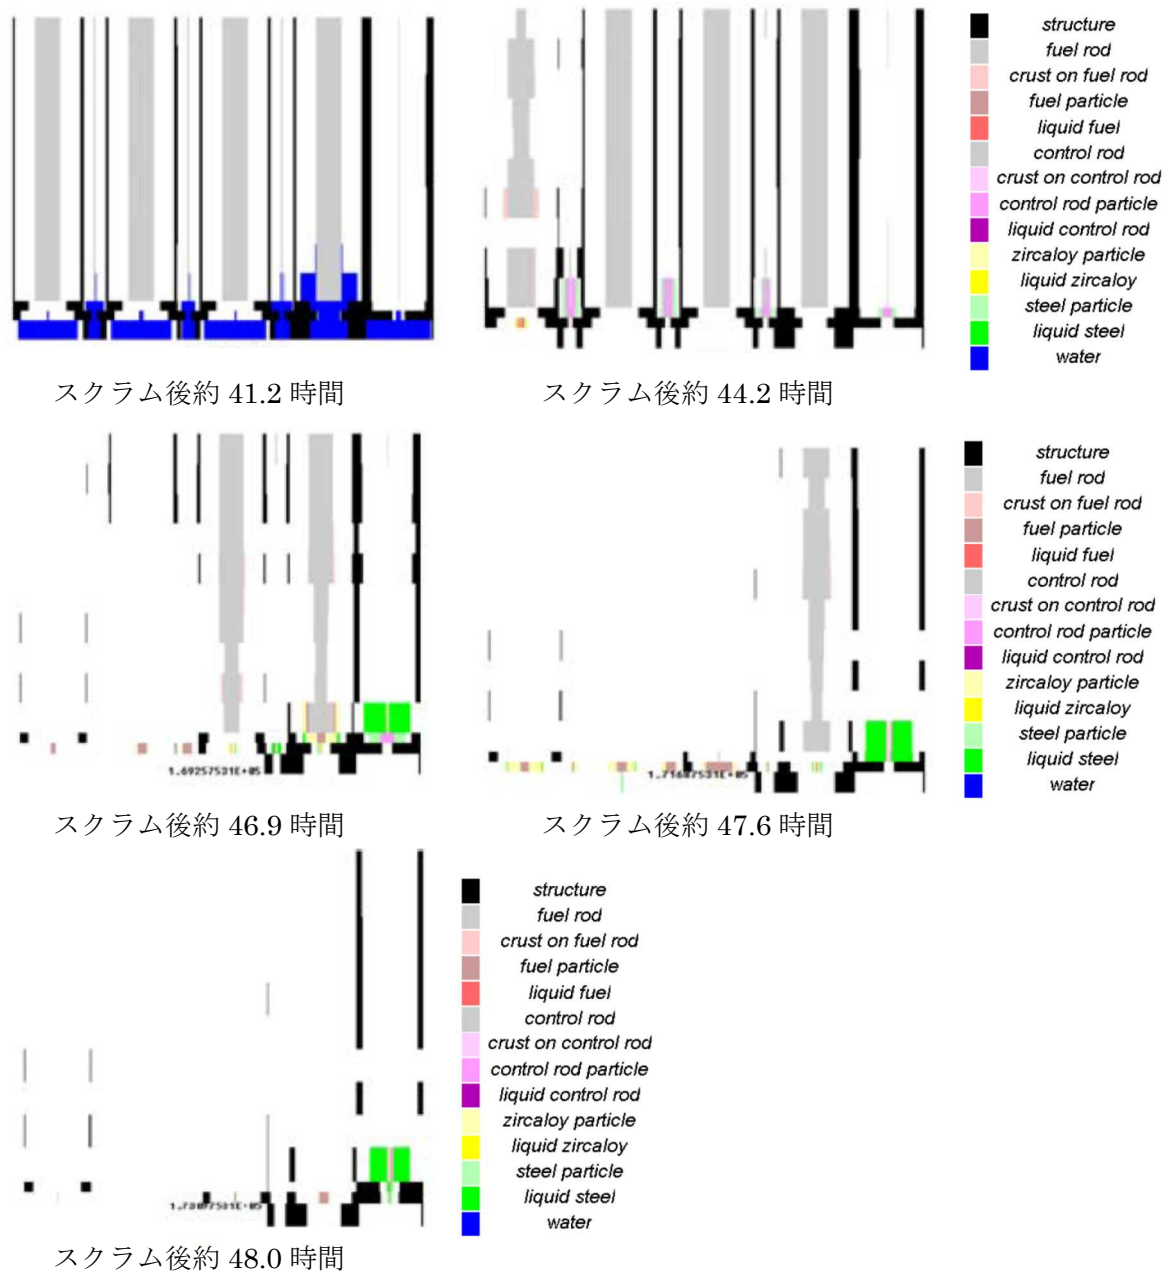 structure
fuel rod
crust on fuel rod
fuel particle
liquid fuel
control rod
crust on control rod
control rod particle
liquid control rod
zircaloy particle
liquid zircaloy
steel particle
liquid steel
water
スクラム後約 41.2 時間
スクラム後約 44.2 時間
1.69257531E+05
structure
fuel rod
crust on fuel rod
fuel particle
liquid fuel
control rod
crust on control rod
control rod particle
liquid control rod
zircaloy particle
liquid zircaloy
steel particle
liquid steel
water
スクラム後約 46.9 時間
スクラム後約 47.6 時間
structure
fuel rod
crust on fuel rod
fuel particle
liquid fuel
control rod
crust on control rod
control rod particle
liquid control rod
zircaloy particle
liquid zircaloy
steel particle
liquid steel
water
スクラム後約 48.0 時間